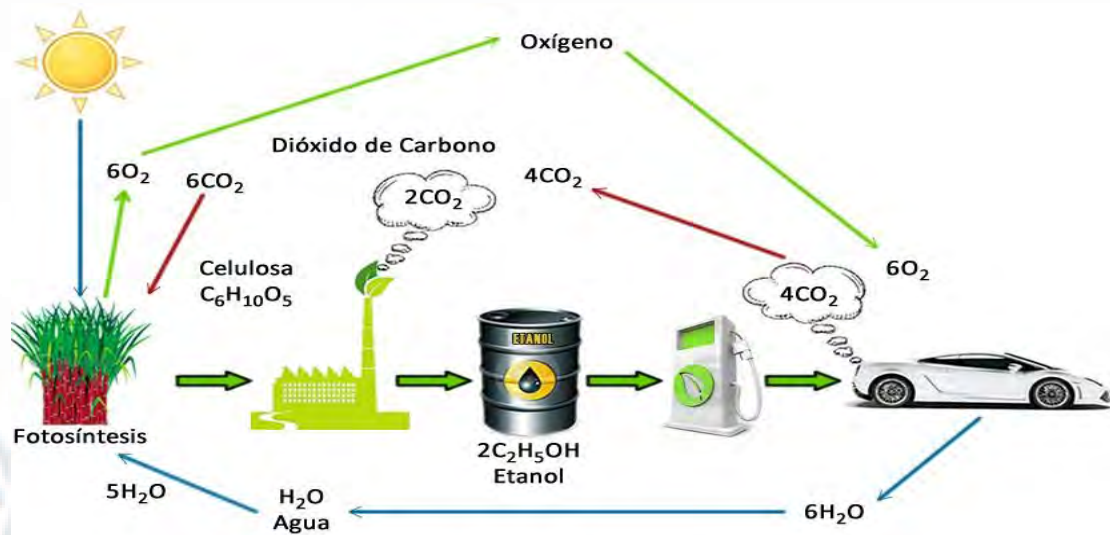 Oxígeno
Dióxido de Carbono
6O₂
6CO₂
2CO₂
4CO₂
6O₂
4CO₂
Celulosa
C₆H₁₀O₅
ETANOL
Fotosíntesis
2C₂H₅OH
Etanol
5H₂O
H₂O
Agua
6H₂O